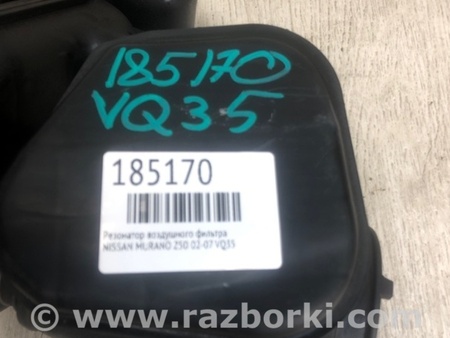 185170
VQ35
185170
Резонатор воздушного фильтра
NISSAN MURANO Z50 02-07 VQ35
www.razborki.com